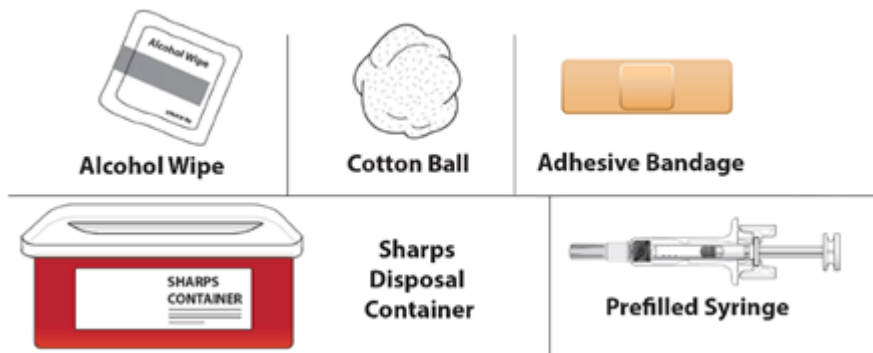 Alcohol Wipe
Alcohol Wipe
Cotton Ball
Adhesive Bandage
SHARPS
CONTAINER
Sharps
Disposal
Container
Prefilled Syringe